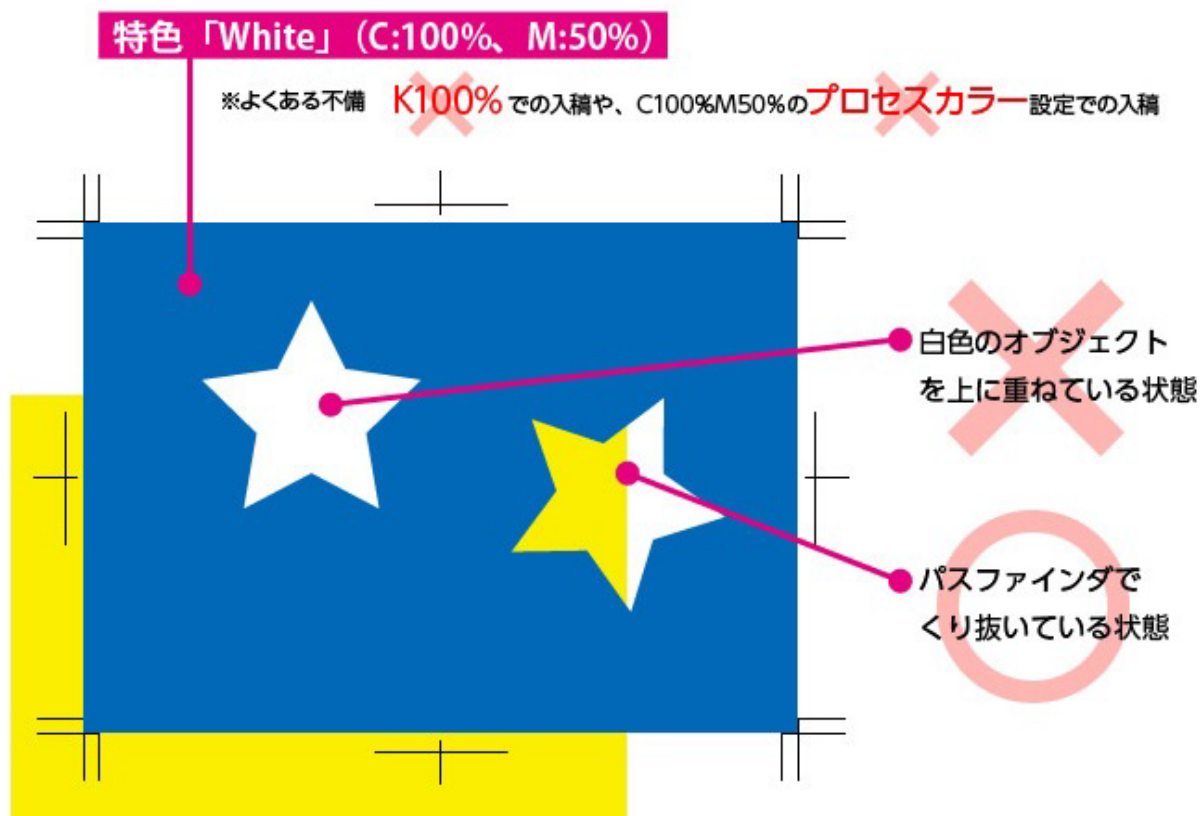 特色「White」（C:100%、M:50%）
※よくある不備　K100%での入稿や、C100%M50%のプロセスカラー設定での入稿
白色のオブジェクト
を上に重ねている状態
パスファインダで
くり抜いている状態